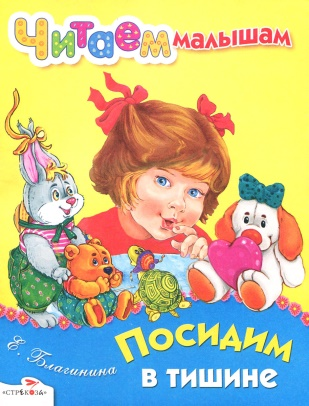 Читаем
малышам
Е. Благинина
Посидим
в тишине
«СТРЕКОЗА»